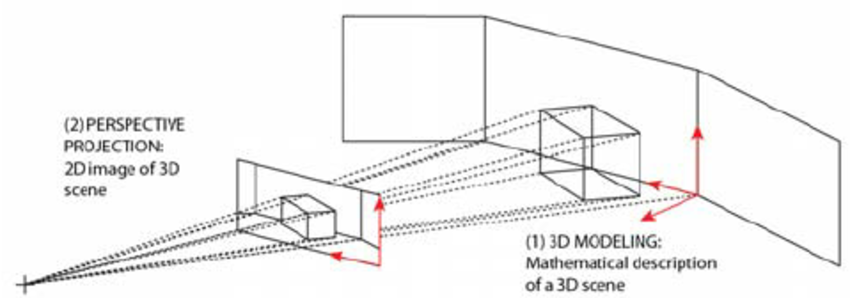 (2) PERSPECTIVE
PROJECTION:
2D image of 3D
scene
(1) 3D MODELING:
Mathematical description
of a 3D scene